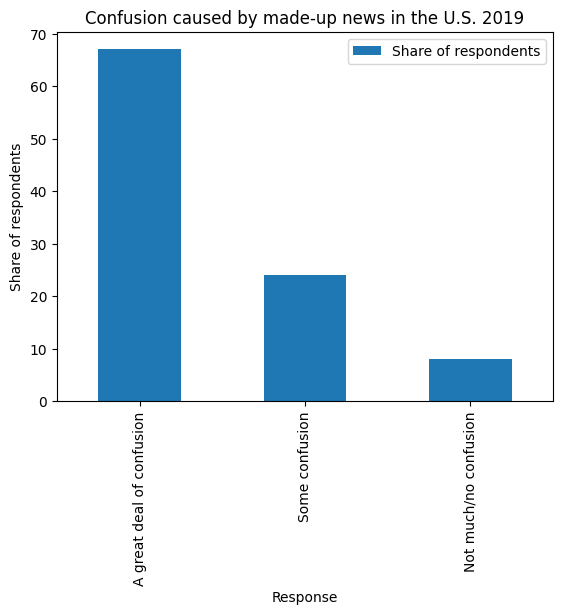 Confusion caused by made-up news in the U.S. 2019
Share of respondents
Share of respondents
70
60
50
40
30
20
10
0
A great deal of confusion
Some confusion
Not much/no confusion
Response